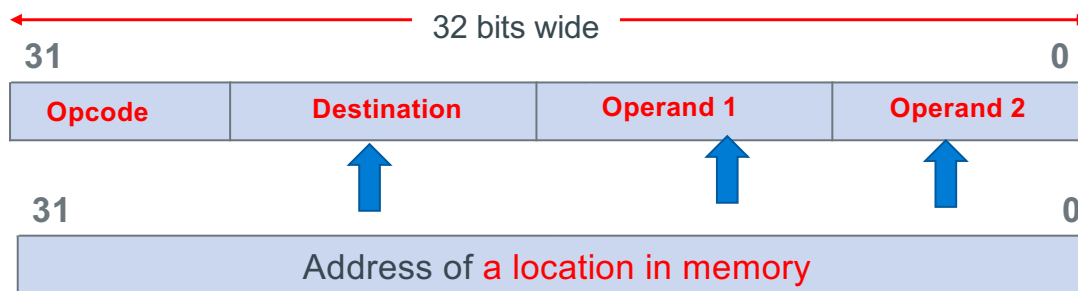 32 bits wide
31 0
Opcode Destination Operand 1 Operand 2
31 0
Address of a location in memory